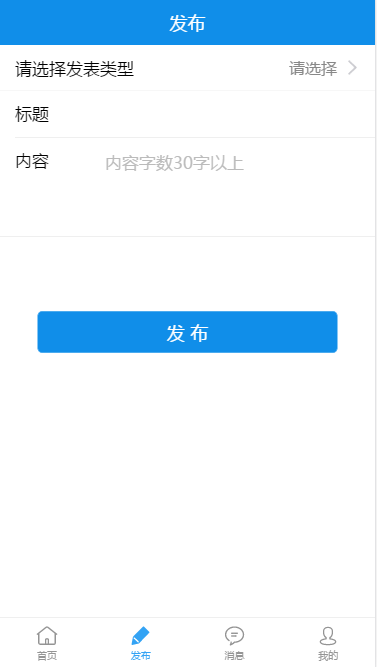 发布
请选择发表类型 请选择
标题
内容 内容字数30字以上
发 布
首页 发布 消息 我的